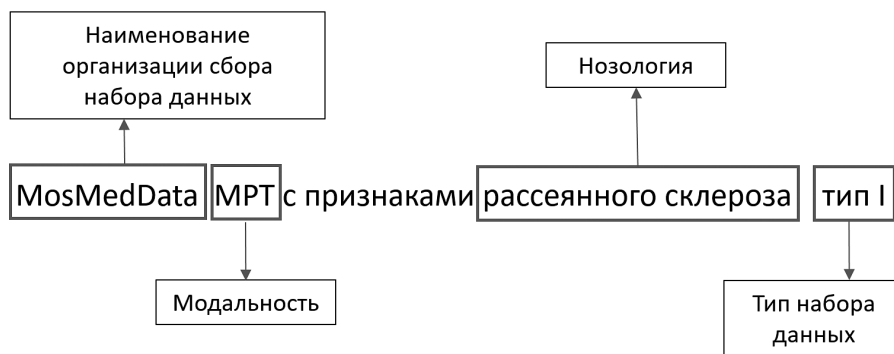 Наименование
организации сбора
набора данных
Нозология
MosMedData МРТ с признаками рассеянного склероза тип I
Модальность
Тип набора
данных